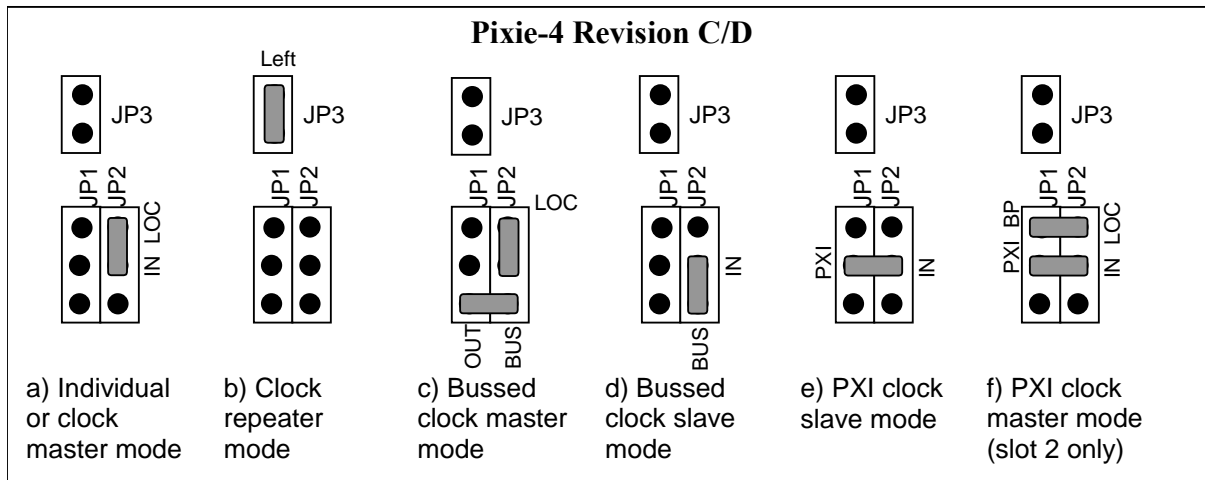 Pixie-4 Revision C/D
JP3
JP1
JP2
LOC
IN
a) Individual
or clock
master mode
Left
JP3
JP1
JP2
b) Clock
repeater
mode
JP3
JP1
JP2
LOC
OUT
BUS
c) Bussed
clock master
mode
JP3
JP1
JP2
IN
BUS
d) Bussed
clock slave
mode
JP3
JP1
JP2
PXI
IN
e) PXI clock
slave mode
JP3
JP1
JP2
PXI BP
IN LOC
f) PXI clock
master mode
(slot 2 only)